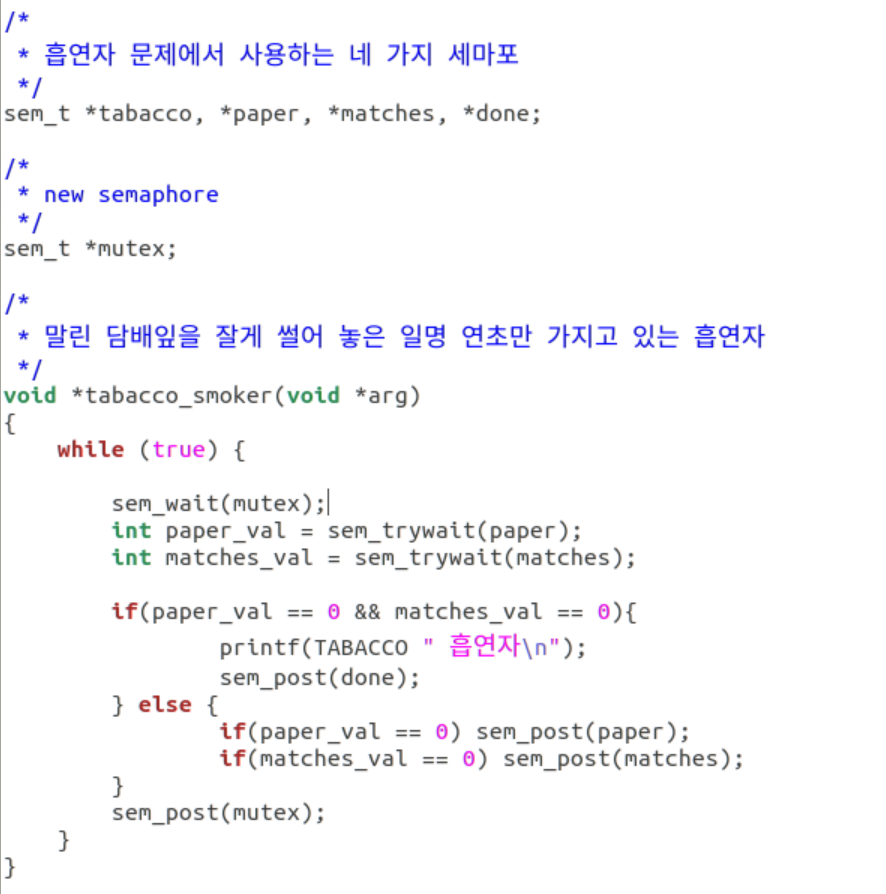 /*
 * 흡연자 문제에서 사용하는 네 가지 세마포
 */
sem_t *tabacco, *paper, *matches, *done;

/*
 * new semaphore
 */
sem_t *mutex;

/*
 * 말린 담배잎을 잘게 썰어 놓은 일명 연초만 가지고 있는 흡연자
 */
void *tabacco_smoker(void *arg)
{
    while (true) {

        sem_wait(mutex);
        int paper_val = sem_trywait(paper);
        int matches_val = sem_trywait(matches);

        if(paper_val == 0 && matches_val == 0){
                printf(TABACCO " 흡연자\n");
                sem_post(done);
        } else {
                if(paper_val == 0) sem_post(paper);
                if(matches_val == 0) sem_post(matches);
        }
        sem_post(mutex);
    }
}